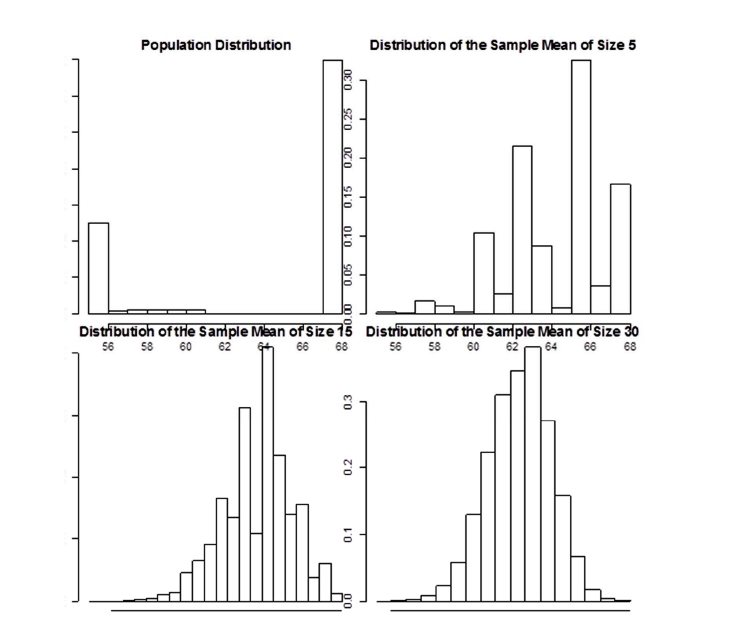 Population Distribution
Distribution of the Sample Mean of Size 5
0.30
0.25
0.20
0.15
0.10
0.05
0.00
Distribution of the Sample Mean of Size 15
Distribution of the Sample Mean of Size 30
56 58 60 62 64 66 68
56 58 60 62 64 66 68
0.3
0.2
0.1
0.0